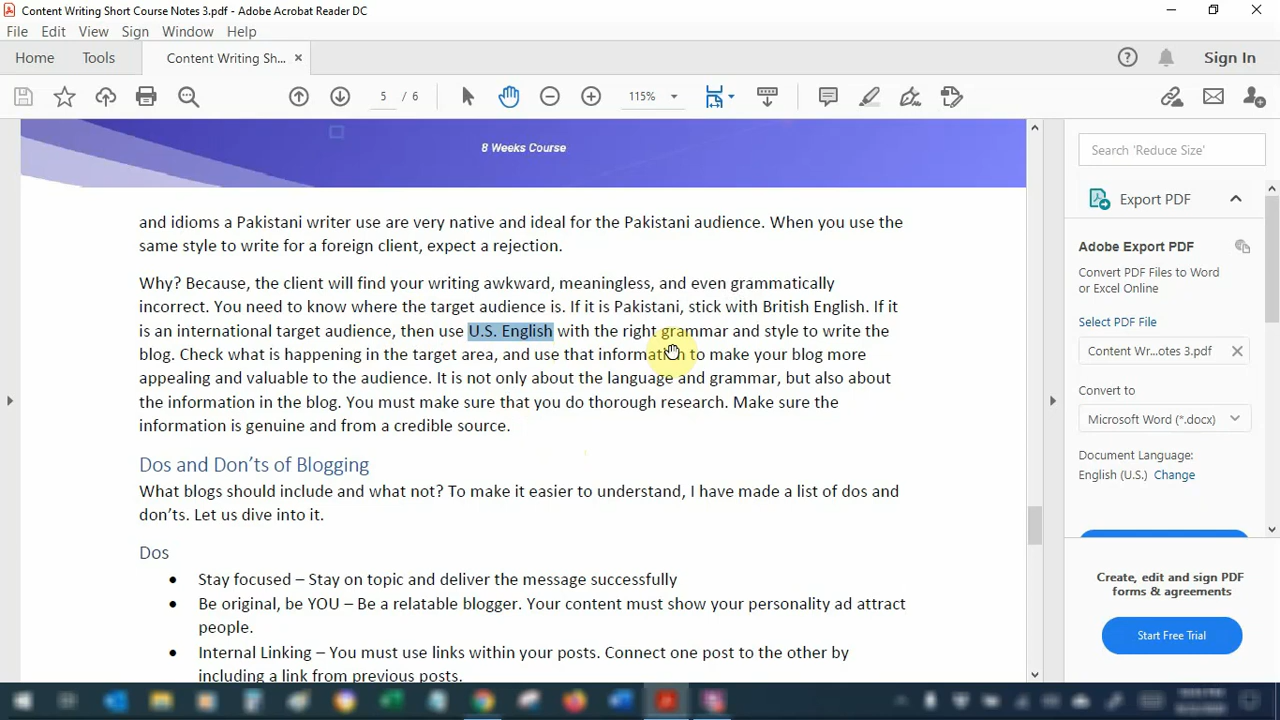 Content Writing Short Course Notes 3.pdf - Adobe Acrobat Reader DC
File Edit View Sign Window Help
Home Tools Content Writing Sh... × Sign In
5 / 6 115%
8 Weeks Course
and idioms a Pakistani writer use are very native and ideal for the Pakistani audience. When you use the
same style to write for a foreign client, expect a rejection.
Why? Because, the client will find your writing awkward, meaningless, and even grammatically
incorrect. You need to know where the target audience is. If it is Pakistani, stick with British English. If it
is an international target audience, then use U.S. English with the right grammar and style to write the
blog. Check what is happening in the target area, and use that information to make your blog more
appealing and valuable to the audience. It is not only about the language and grammar, but also about
the information in the blog. You must make sure that you do thorough research. Make sure the
information is genuine and from a credible source.
Dos and Don’ts of Blogging
What blogs should include and what not? To make it easier to understand, I have made a list of dos and
don’ts. Let us dive into it.
Dos
• Stay focused – Stay on topic and deliver the message successfully
• Be original, be YOU – Be a relatable blogger. Your content must show your personality ad attract
people.
• Internal Linking – You must use links within your posts. Connect one post to the other by
including a link from previous posts.
Search 'Reduce Size'
Export PDF
Adobe Export PDF
Convert PDF Files to Word
or Excel Online
Select PDF File
Content Wr...otes 3.pdf ×
Convert to
Microsoft Word (*.docx)
Document Language:
English (U.S.) Change
Create, edit and sign PDF
forms & agreements
Start Free Trial